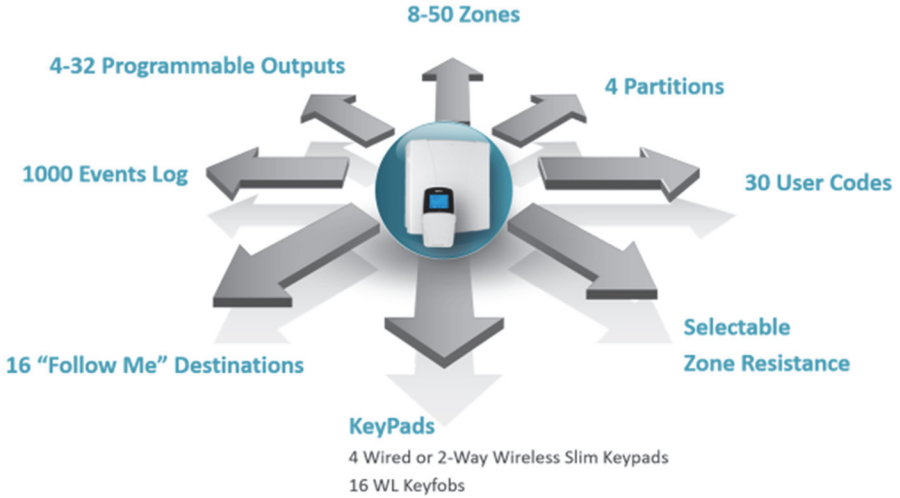 8-50 Zones
4-32 Programmable Outputs
4 Partitions
1000 Events Log
30 User Codes
Selectable
Zone Resistance
16 “Follow Me” Destinations
KeyPads
4 Wired or 2-Way Wireless Slim Keypads
16 WL Keyfobs